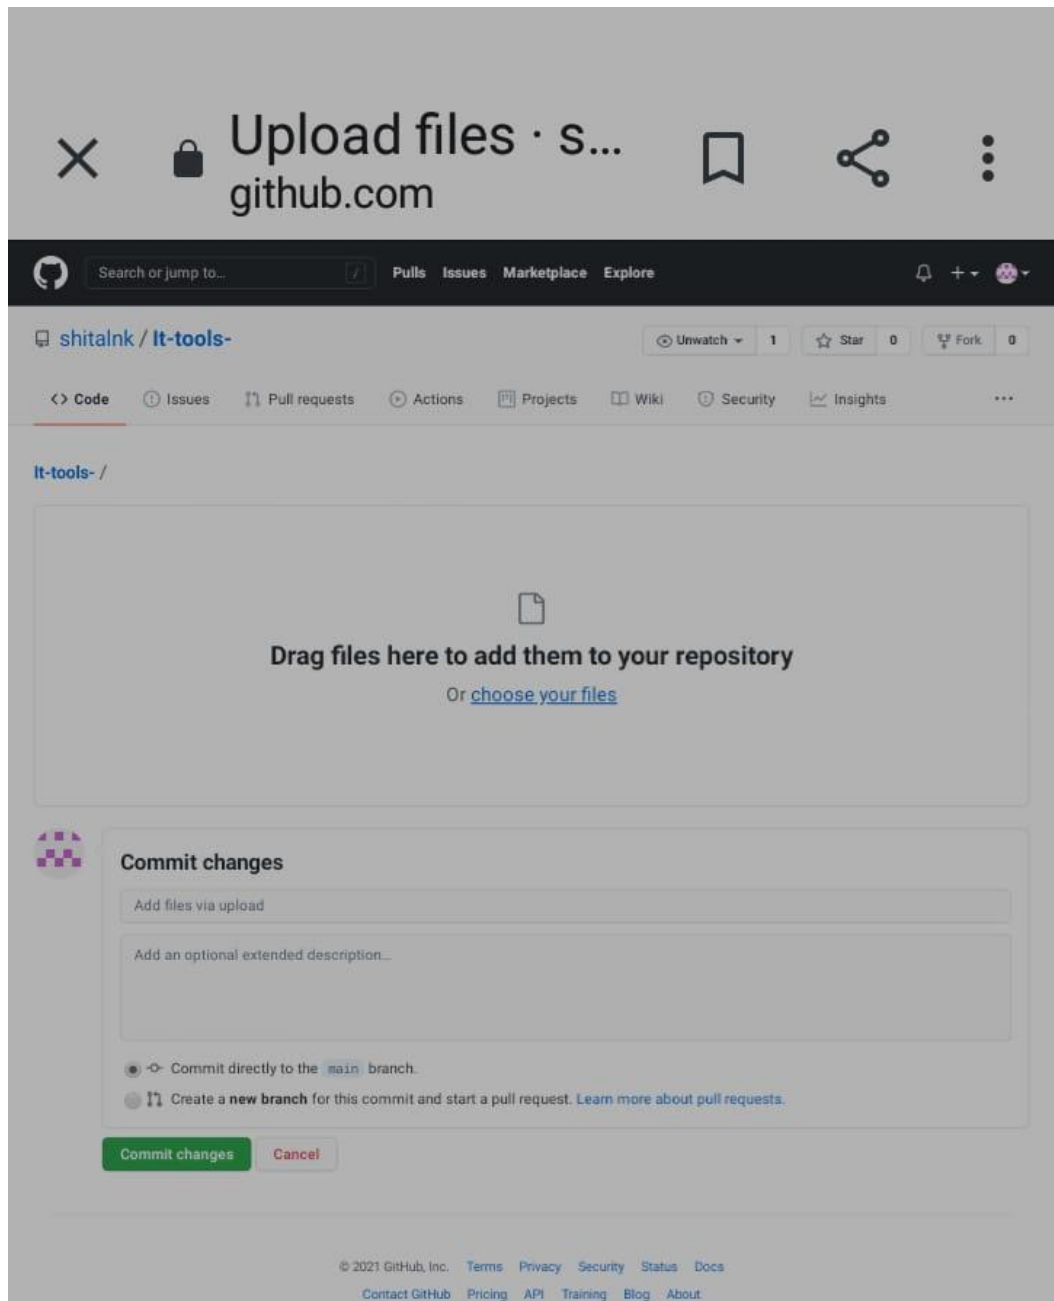 Upload files · s...
github.com
Search or jump to... / Pulls Issues Marketplace Explore
shitalnk / It-tools- Unwatch 1 Star 0 Fork 0
<> Code Issues Pull requests Actions Projects Wiki Security Insights ...
It-tools- /
Drag files here to add them to your repository
Or choose your files
Commit changes
Add files via upload
Add an optional extended description...
Commit directly to the main branch.
Create a new branch for this commit and start a pull request. Learn more about pull requests.
Commit changes Cancel
© 2021 GitHub, Inc. Terms Privacy Security Status Docs
Contact GitHub Pricing API Training Blog About